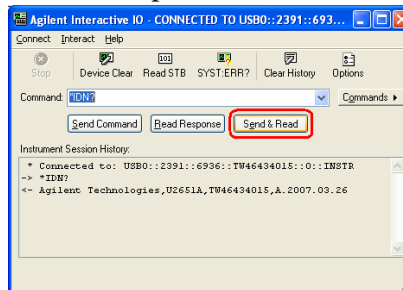 Agilent Interactive IO - CONNECTED TO USB0::2391::693...
Connect Interact Help
Stop Device Clear Read STB SYST:ERR? Clear History Options
Command: *IDN? Commands
Send Command Read Response Send & Read
Instrument Session History:
* Connected to: USB0::2391::6936::TW46434015::0::INSTR
-> *IDN?
<- Agilent Technologies,U2651A,TW46434015,A.2007.03.26